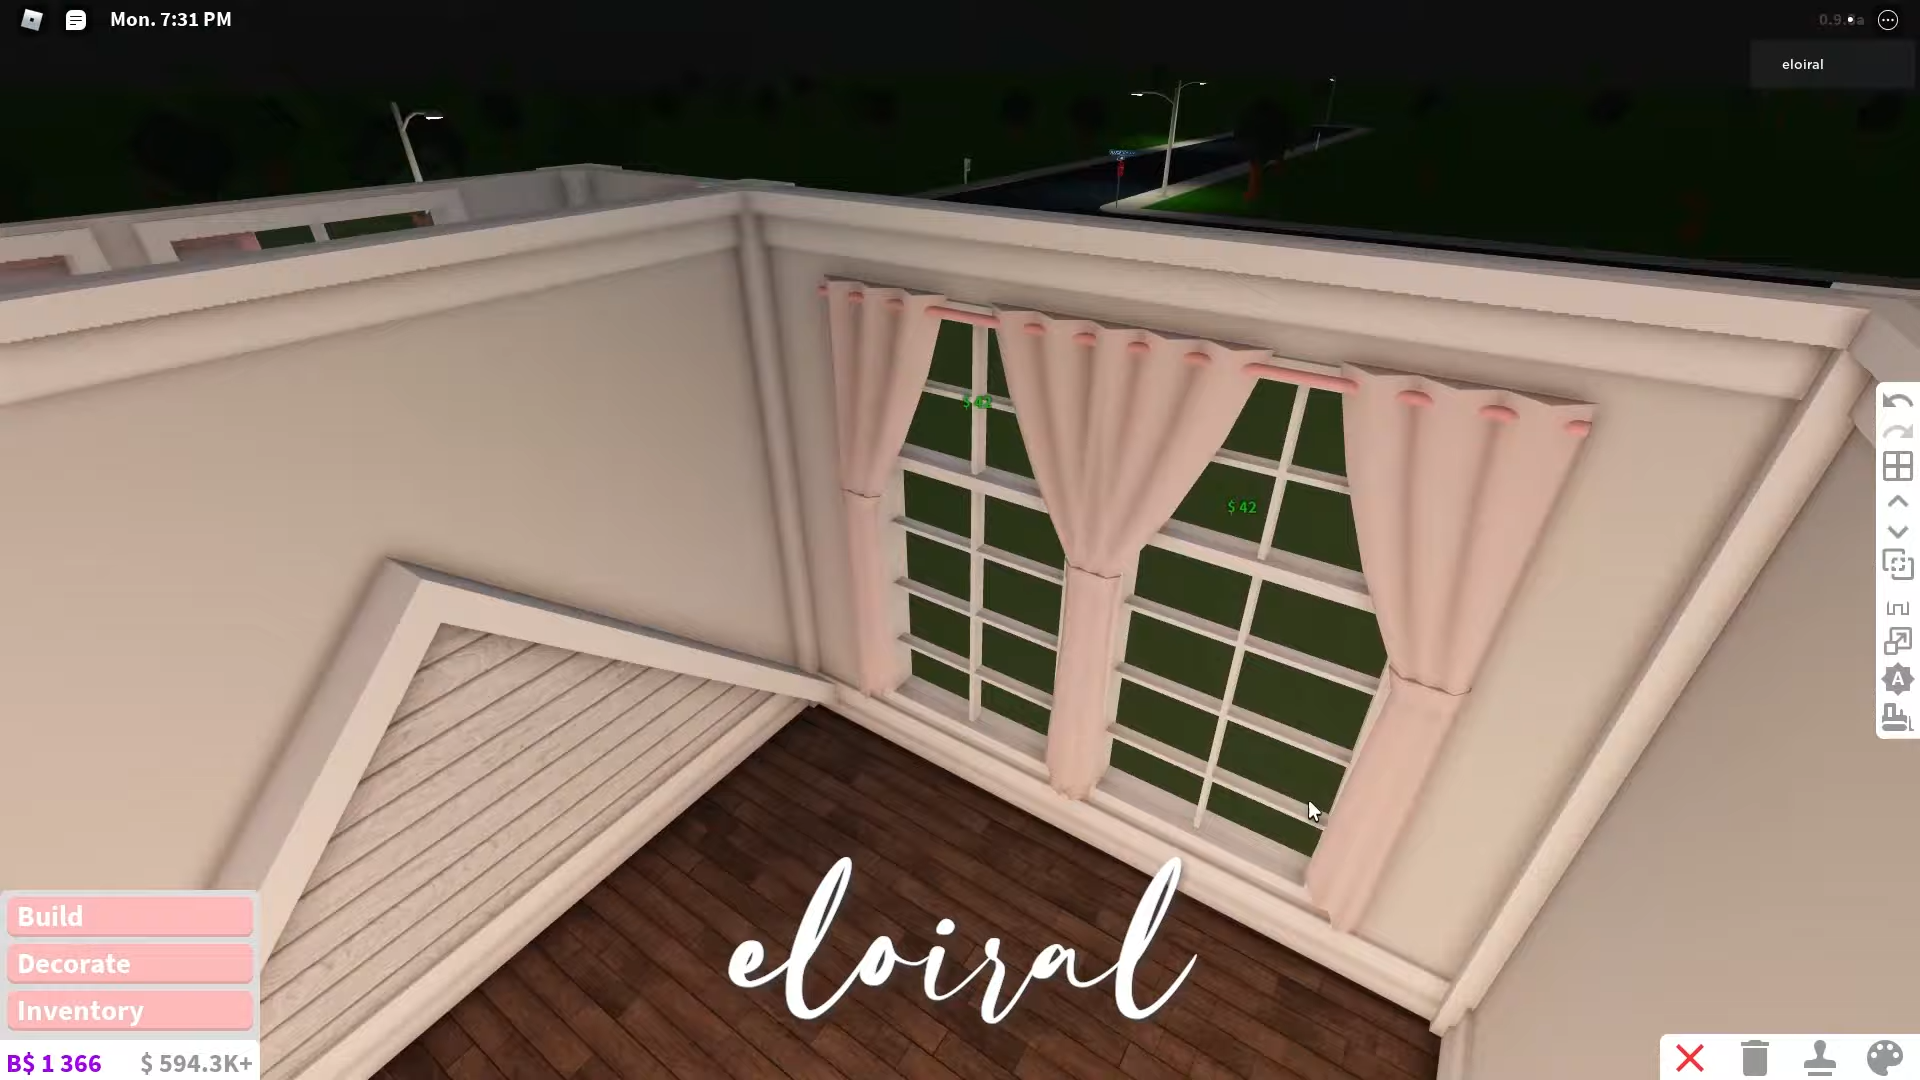 Mon. 7:31 PM
eloiral
$ 42
$ 42
A
Build
Decorate
Inventory
B$ 1 366
$ 594.3K+
eloiral